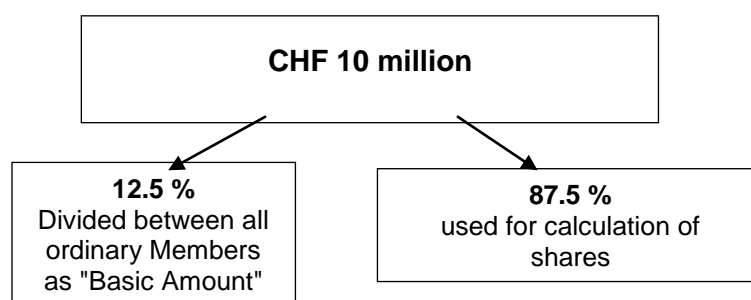 CHF 10 million
12.5 %
Divided between all
ordinary Members
as "Basic Amount"
87.5 %
used for calculation of
shares